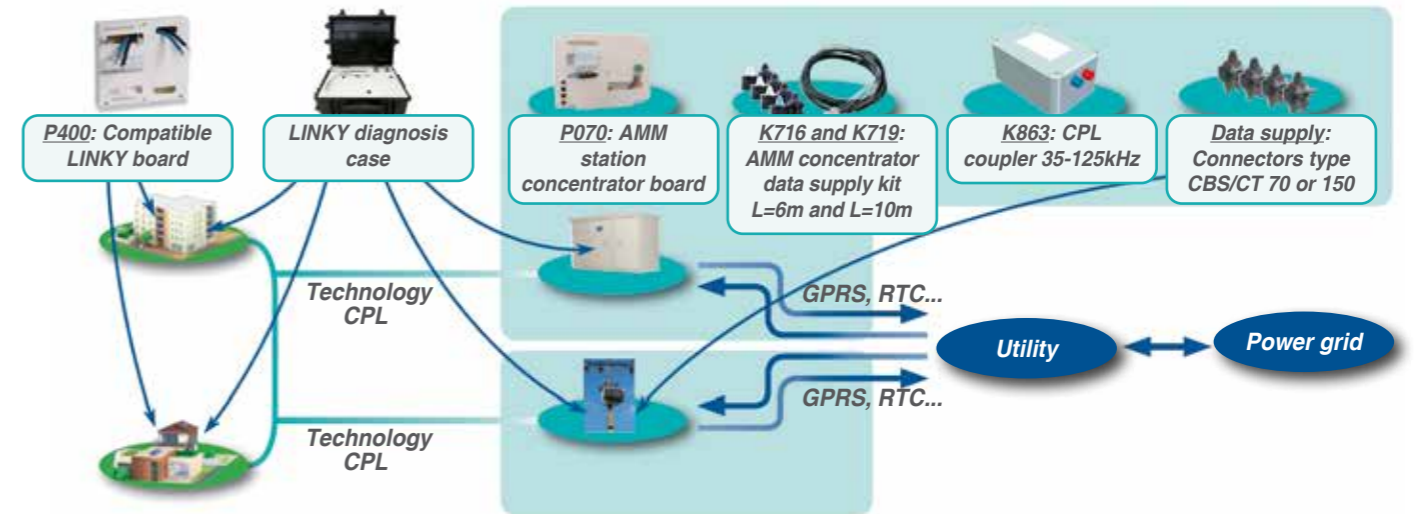 P400: Compatible
LINKY board
LINKY diagnosis
case
P070: AMM
station
concentrator board
K716 and K719:
AMM concentrator
data supply kit
L=6m and L=10m
K863: CPL
coupler 35-125kHz
Data supply:
Connectors type
CBS/CT 70 or 150
Technology
CPL
GPRS, RTC...
Utility
Power grid
GPRS, RTC...
Technology
CPL